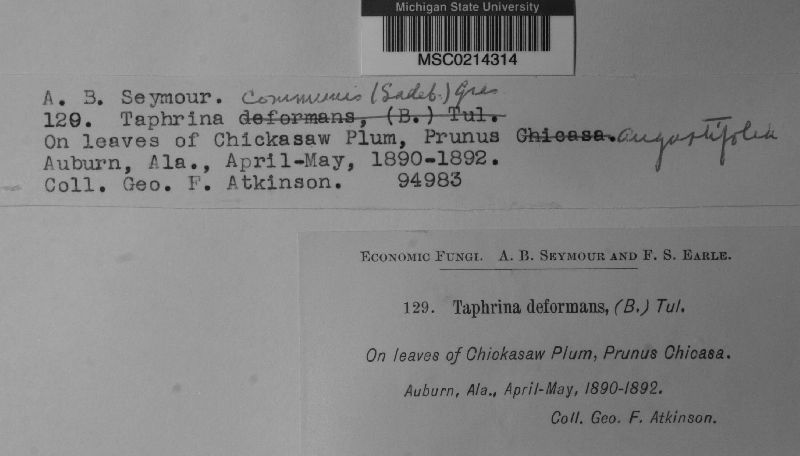 Michigan State University
MSC0214314
A. B. Seymour. communis (Sadeb.) Gies
129. Taphrina deformans, (B.) Tul.
On leaves of Chickasaw Plum, Prunus Chicasa. angustifolia
Auburn, Ala., April-May, 1890-1892.
Coll. Geo. F. Atkinson. 94983
ECONOMIC FUNGI. A. B. SEYMOUR AND F. S. EARLE.
129. Taphrina deformans, (B.) Tul.
On leaves of Chickasaw Plum, Prunus Chicasa.
Auburn, Ala., April-May, 1890-1892.
Coll. Geo. F. Atkinson.